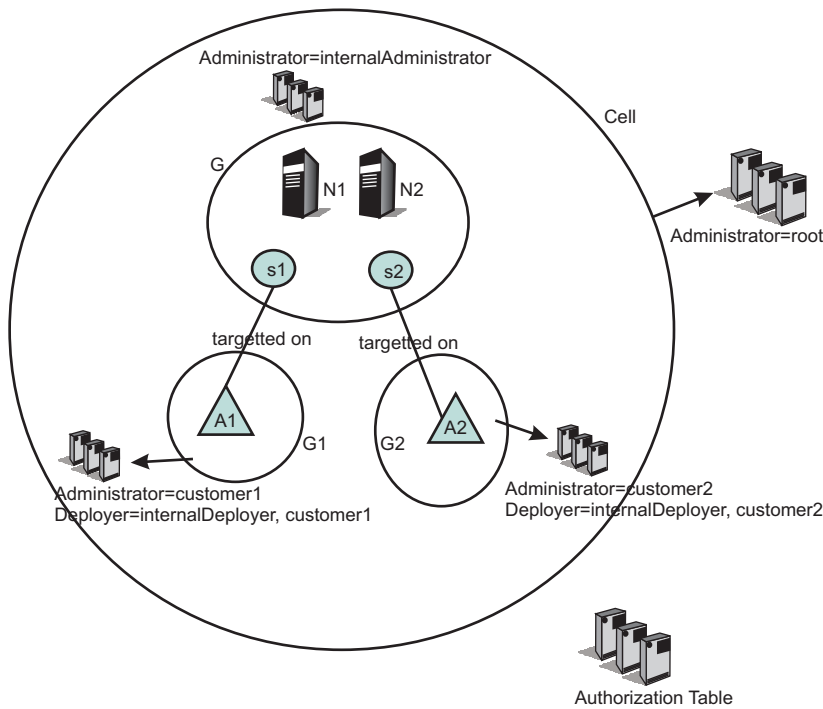 Administrator=internalAdministrator
Cell
G
N1
N2
Administrator=root
s1
s2
targetted on
targetted on
A1
G1
G2
A2
Administrator=customer1
Deployer=internalDeployer, customer1
Administrator=customer2
Deployer=internalDeployer, customer2
Authorization Table